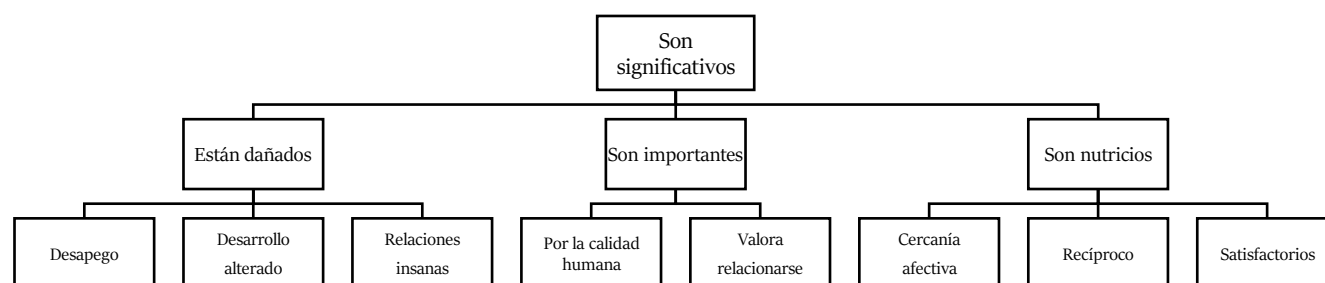 Son
significativos
Están dañados
Son importantes
Son nutricios
Desapego
Desarrollo
alterado
Relaciones
insanas
Por la calidad
humana
Valora
relacionarse
Cercanía
afectiva
Recíproco
Satisfactorios